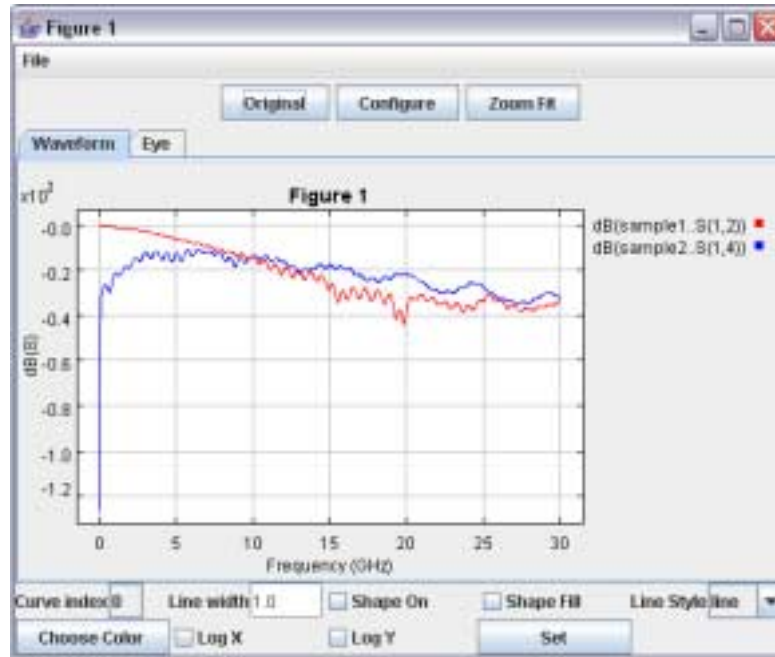 Figure 1
File
Original Configure Zoom Fit
Waveform Eye
x10²
Figure 1
dB(sample1..S(1,2))
dB(sample2..S(1,4))
-0.0
-0.2
-0.4
-0.6
-0.8
-1.0
-1.2
dB(S)
0 5 10 15 20 25 30
Frequency (GHz)
Curve index 0 Line width 1.0 Shape On Shape Fill Line Style line
Choose Color Log X Log Y Set